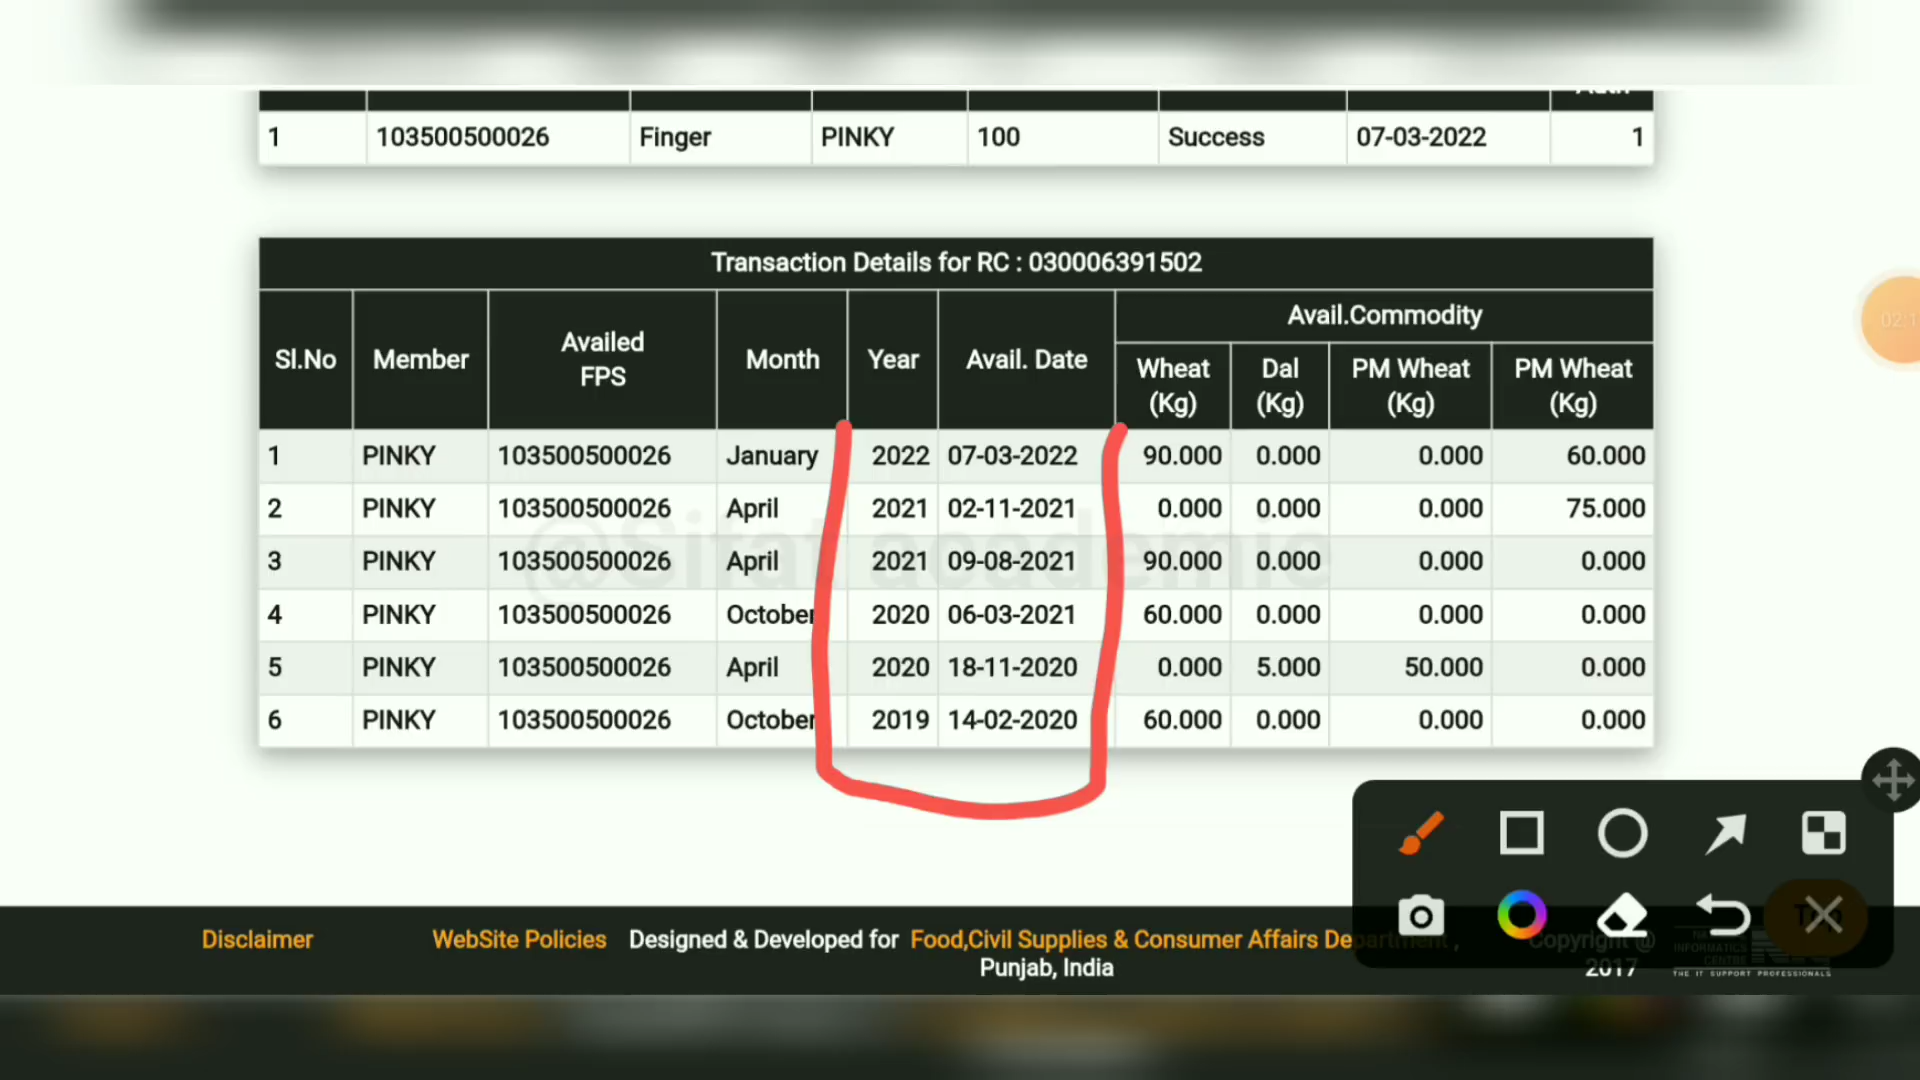 1 103500500026 Finger PINKY 100 Success 07-03-2022 1
Transaction Details for RC : 030006391502
Sl.No Member Availed FPS Month Year Avail. Date Avail.Commodity
Wheat (Kg) Dal (Kg) PM Wheat (Kg) PM Wheat (Kg)
1 PINKY 103500500026 January 2022 07-03-2022 90.000 0.000 0.000 60.000
2 PINKY 103500500026 April 2021 02-11-2021 0.000 0.000 0.000 75.000
3 PINKY 103500500026 April 2021 09-08-2021 90.000 0.000 0.000 0.000
4 PINKY 103500500026 October 2020 06-03-2021 60.000 0.000 0.000 0.000
5 PINKY 103500500026 April 2020 18-11-2020 0.000 5.000 50.000 0.000
6 PINKY 103500500026 October 2019 14-02-2020 60.000 0.000 0.000 0.000
@Sifat academic
Disclaimer WebSite Policies Designed & Developed for Food,Civil Supplies & Consumer Affairs Department , Copyright @
Punjab, India 2017
INFORMATICS
CENTRE
THE IT SUPPORT PROFESSIONALS